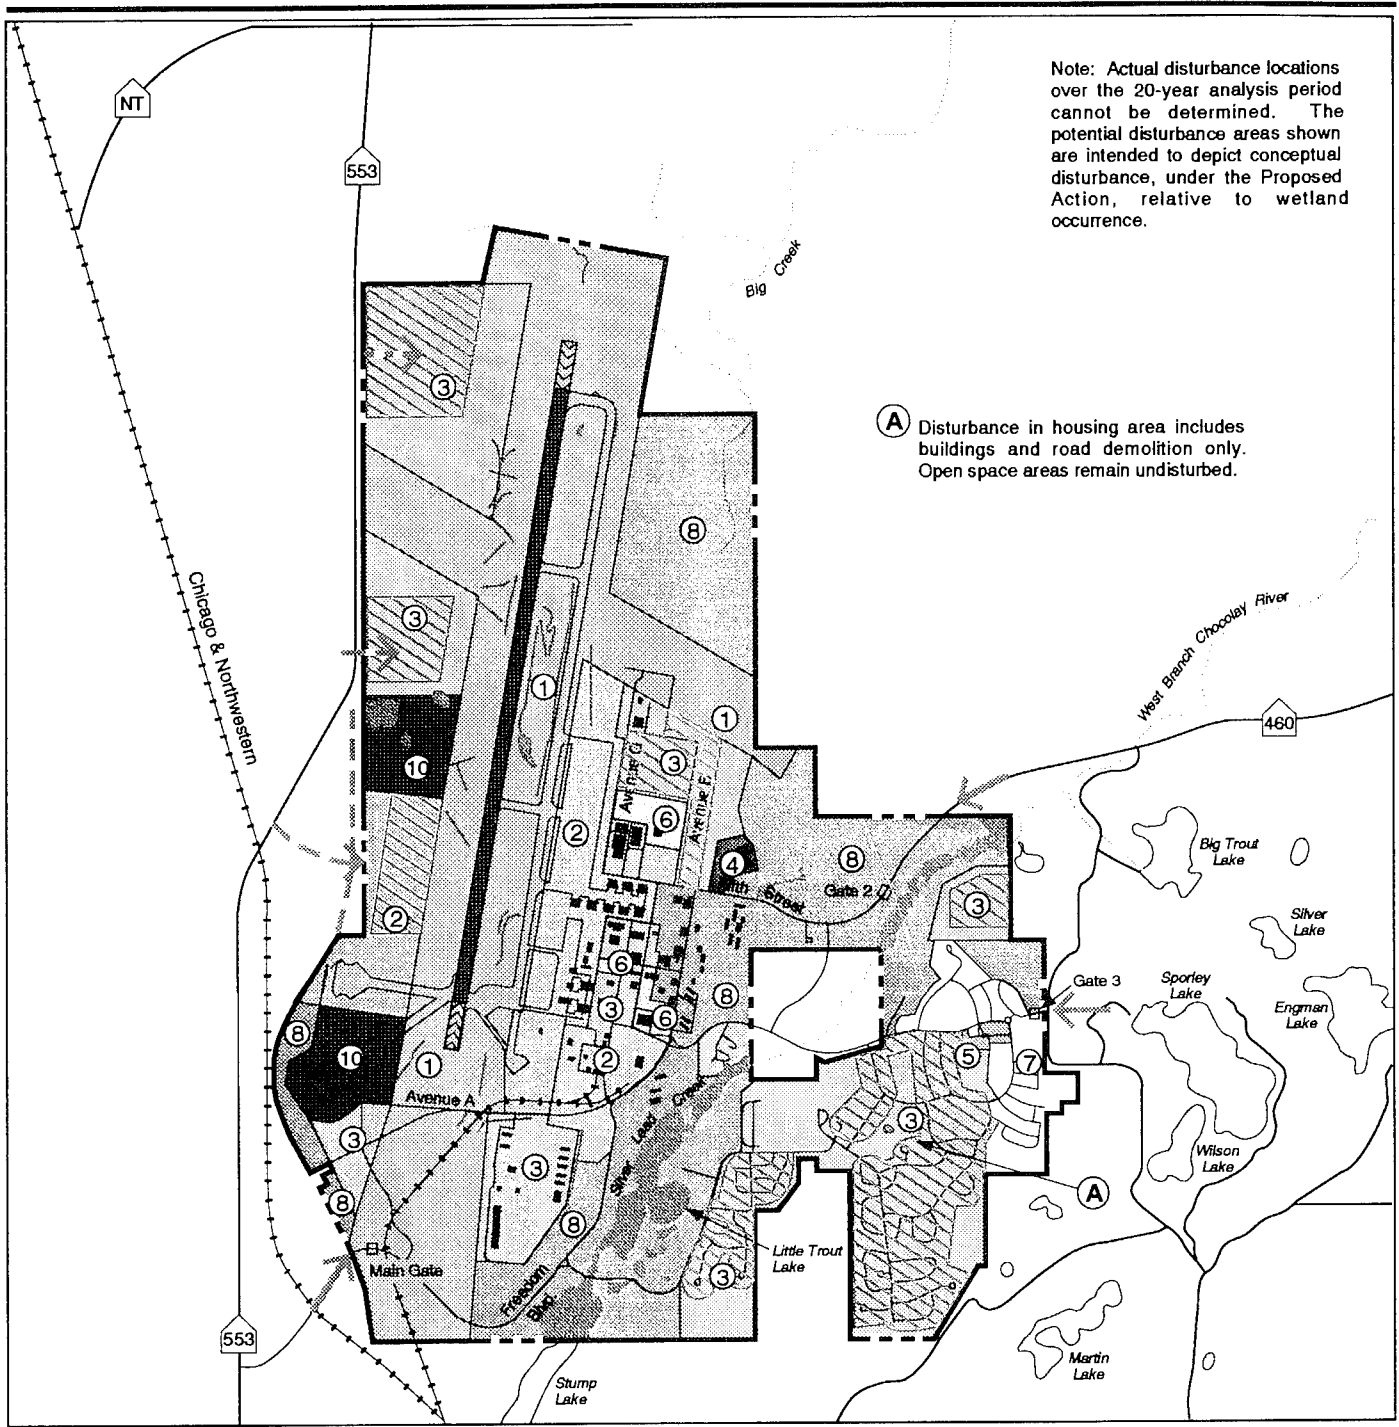 Note: Actual disturbance locations
over the 20-year analysis period
cannot be determined. The
potential disturbance areas shown
are intended to depict conceptual
disturbance, under the Proposed
Action, relative to wetland
occurrence.
NT
553
Big Creek
3
A Disturbance in housing area includes
buildings and road demolition only.
Open space areas remain undisturbed.
8
Chicago & Northwestern
3
West Branch Chocolay River
1
1
460
10
3
Avenue
Avenue E
6
2
4
8
Big Trout
Lake
Street
Gate 2
3
2
Silver
Lake
6
3
8
6
Gate 3
Sporley
Lake
Engman
Lake
8
10
1
2
5
7
Avenue A
3
3
3
Silver Lead Creek
Wilson
Lake
8
8
A
Little Trout
Lake
Main Gate
3
Freedom
Blvd.
553
Martin
Lake
Stump
Lake